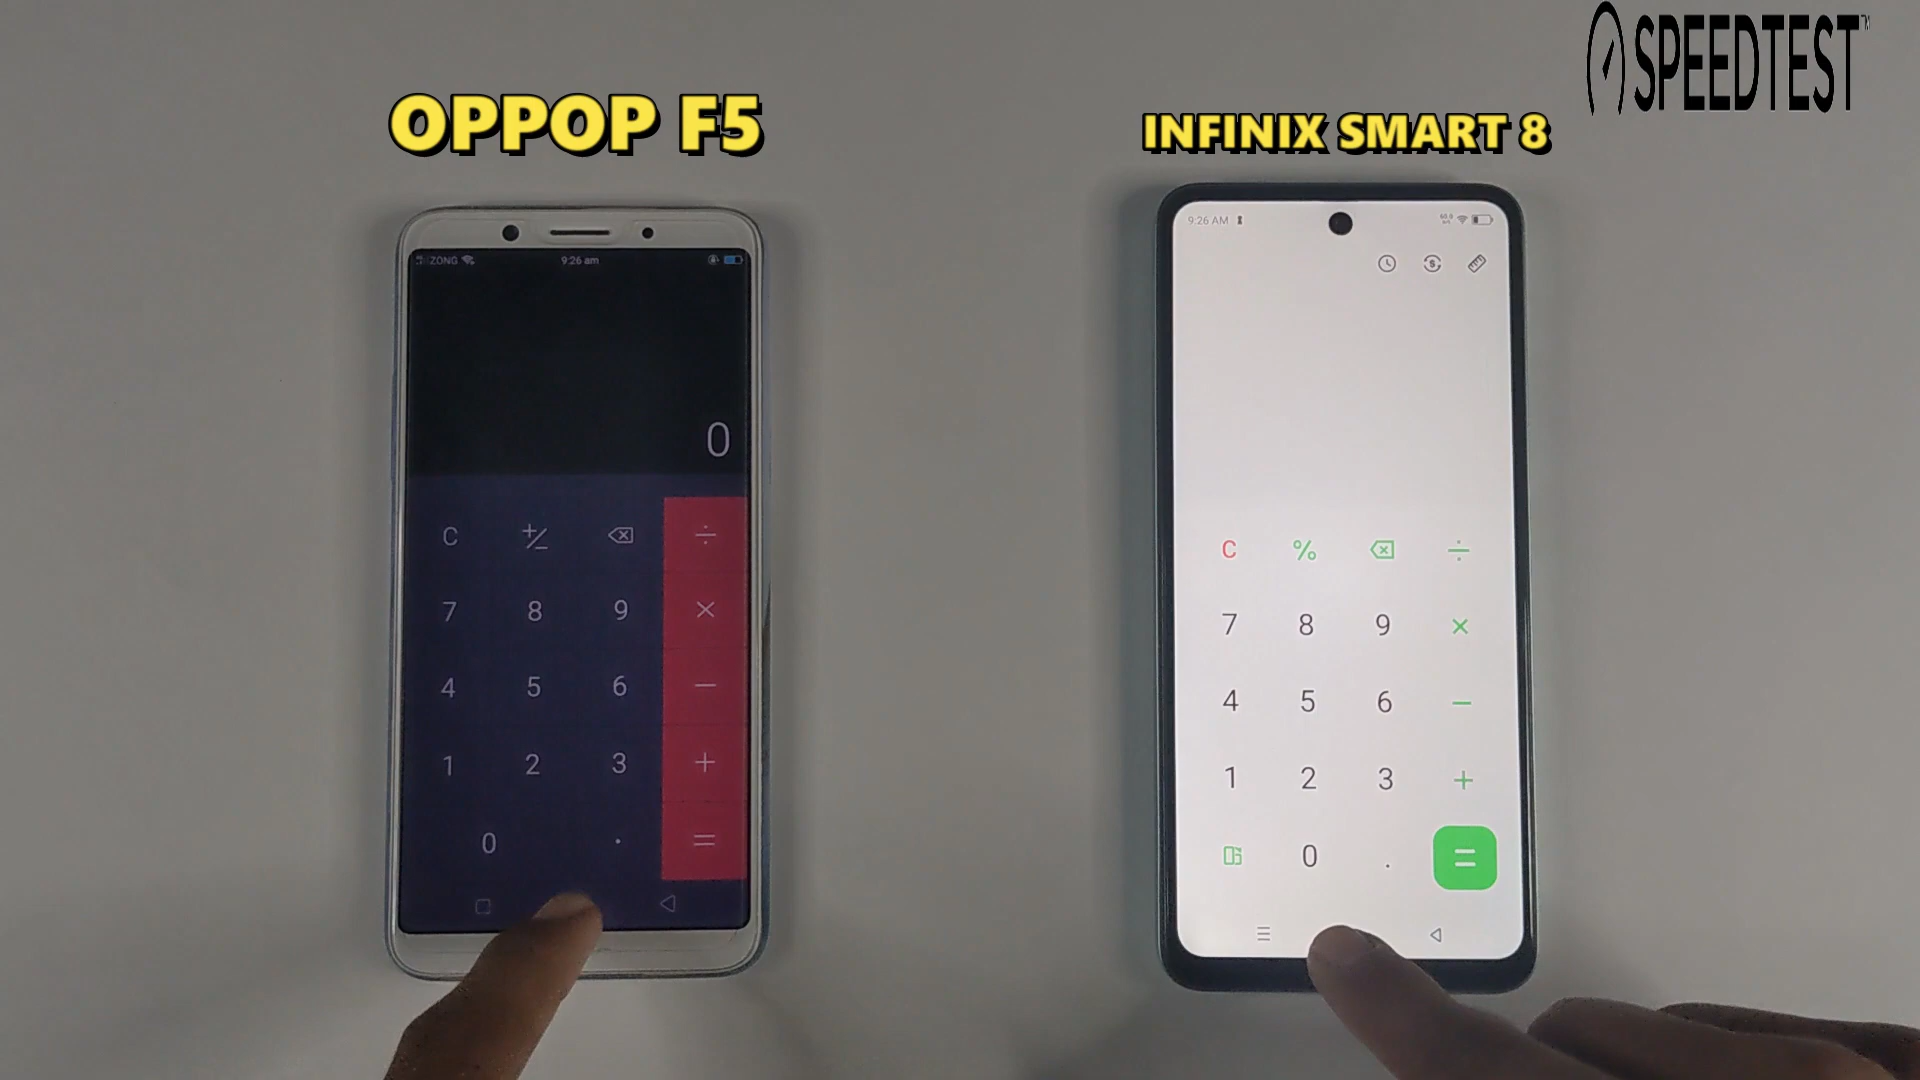 SPEEDTEST™
OPPOP F5
INFINIX SMART 8
ZONG 9:26 am
0
C +/- ÷
7 8 9 ×
4 5 6 −
1 2 3 +
0 . =
9:26 AM
C % ÷
7 8 9 ×
4 5 6 −
1 2 3 +
0 . =